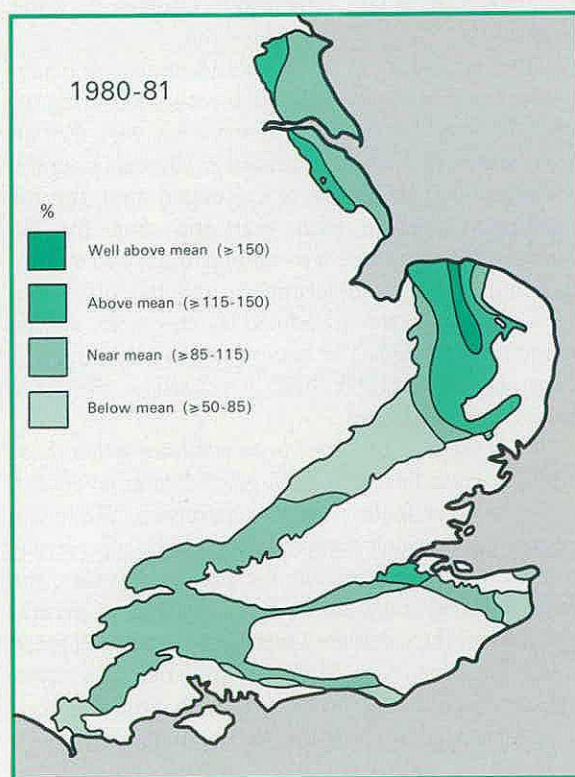 1980-81
%
Well above mean (≥150)
Above mean (≥115-150)
Near mean (≥85-115)
Below mean (≥50-85)